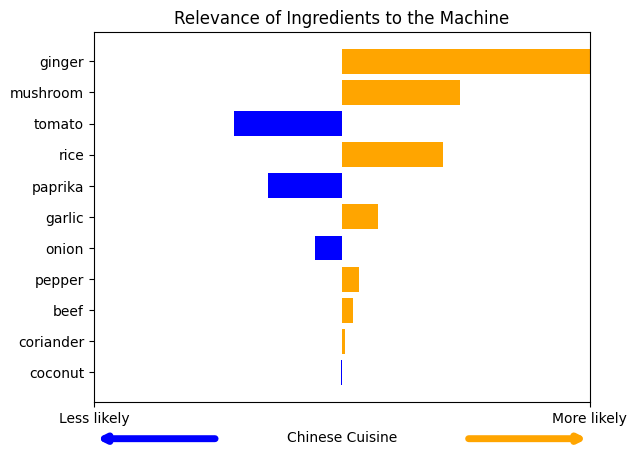 Relevance of Ingredients to the Machine
ginger
mushroom
tomato
rice
paprika
garlic
onion
pepper
beef
coriander
coconut
Less likely
More likely
Chinese Cuisine